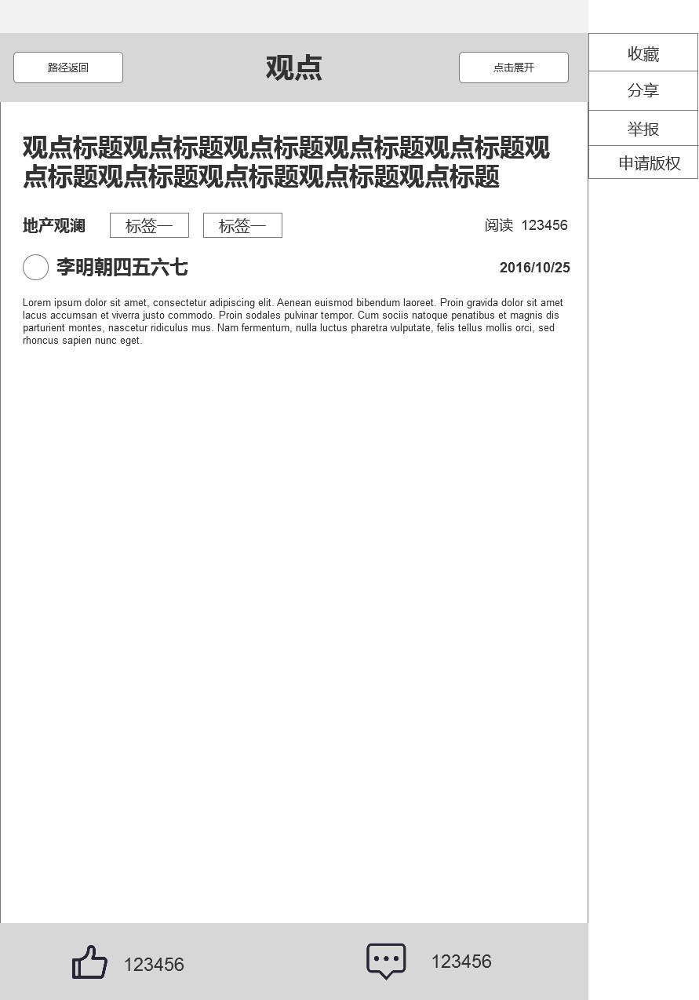 路径返回
观点
点击展开
收藏
分享
举报
申请版权
观点标题观点标题观点标题观点标题观点标题观
点标题观点标题观点标题观点标题观点标题
地产观澜
标签一
标签一
阅读 123456
李明朝四五六七
2016/10/25
Lorem ipsum dolor sit amet, consectetur adipiscing elit. Aenean euismod bibendum laoreet. Proin gravida dolor sit amet
lacus accumsan et viverra justo commodo. Proin sodales pulvinar tempor. Cum sociis natoque penatibus et magnis dis
parturient montes, nascetur ridiculus mus. Nam fermentum, nulla luctus pharetra vulputate, felis tellus mollis orci, sed
rhoncus sapien nunc eget.
123456
123456